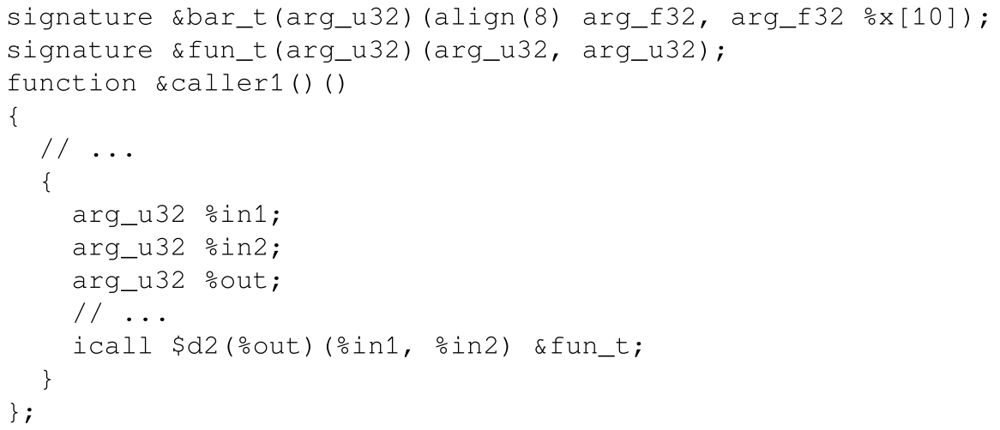 signature &bar_t(arg_u32)(align(8) arg_f32, arg_f32 %x[10]);
signature &fun_t(arg_u32)(arg_u32, arg_u32);
function &caller1()()
{
  // ...
  {
    arg_u32 %in1;
    arg_u32 %in2;
    arg_u32 %out;
    // ...
    icall $d2(%out)(%in1, %in2) &fun_t;
  }
};